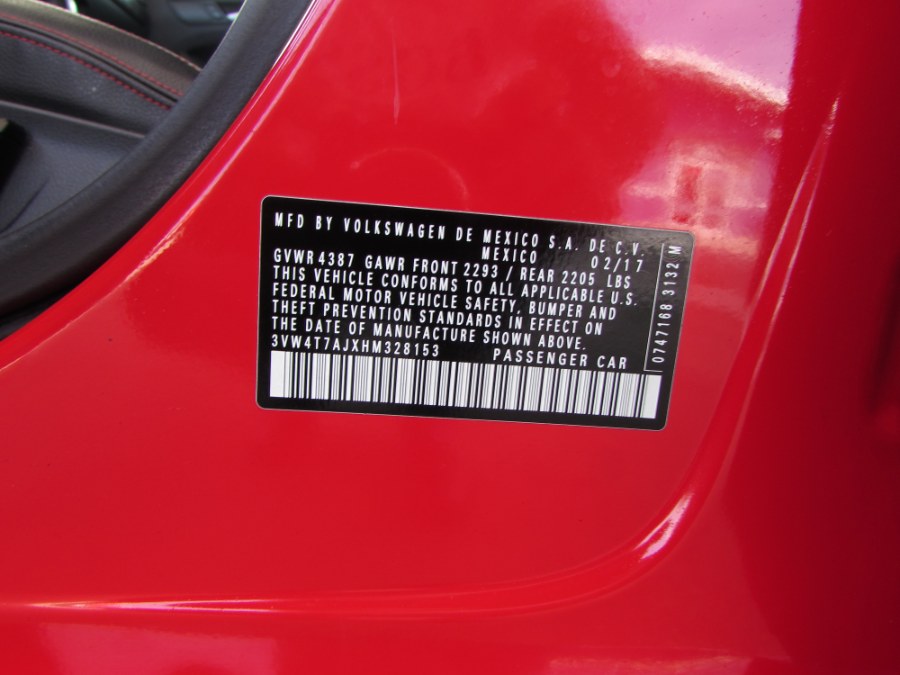 MFD BY VOLKSWAGEN DE MEXICO S.A. DE C.V.
MEXICO 02/17
GVWR 4387 GAWR FRONT 2293 / REAR 2205 LBS
THIS VEHICLE CONFORMS TO ALL APPLICABLE U.S.
FEDERAL MOTOR VEHICLE SAFETY, BUMPER AND
THEFT PREVENTION STANDARDS IN EFFECT ON
THE DATE OF MANUFACTURE SHOWN ABOVE.
3VW4T7AJXHM328153 PASSENGER CAR
0747168 3132 M